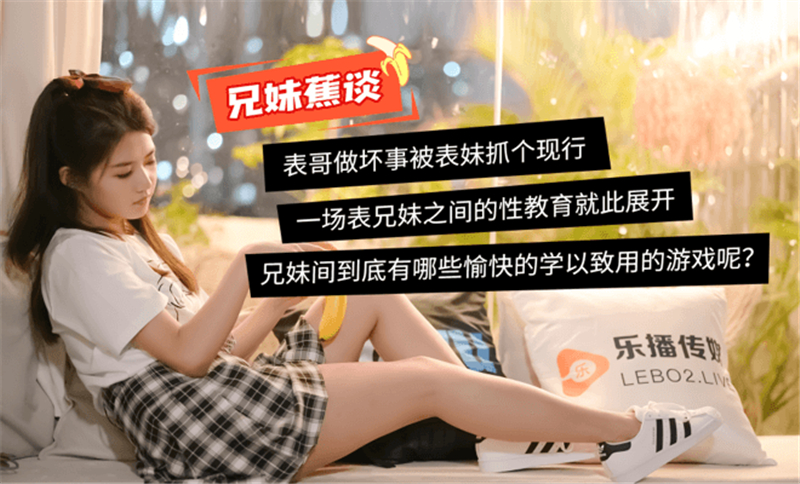 兄妹蕉谈
表哥做坏事被表妹抓个现行
一场表兄妹之间的性教育就此展开
兄妹间到底有哪些愉快的学以致用的游戏呢?
乐播传媒
乐
LEBO2.LIVE